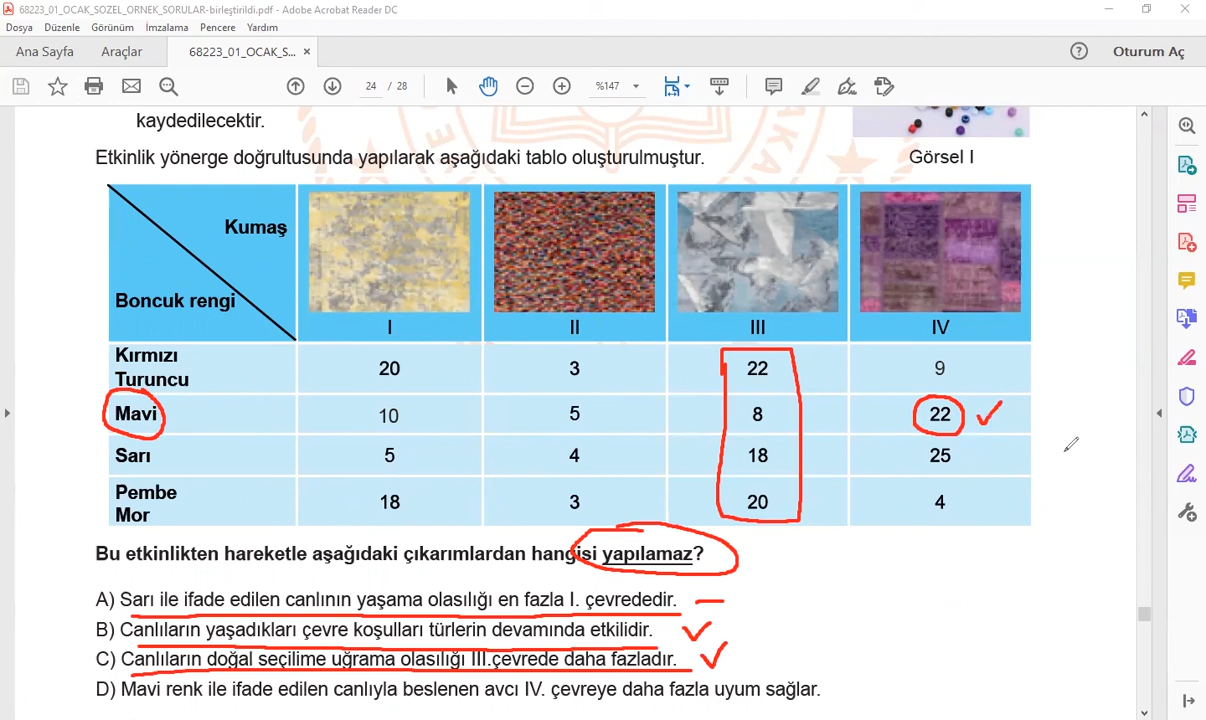 68223_01_OCAK_SOZEL_ORNEK_SORULAR-birleştirildi.pdf - Adobe Acrobat Reader DC
Dosya Düzenle Görünüm İmzalama Pencere Yardım
Ana Sayfa Araçlar 68223_01_OCAK_S... × Oturum Aç
24 / 28 %147
kaydedilecektir.
Etkinlik yönerge doğrultusunda yapılarak aşağıdaki tablo oluşturulmuştur.
Görsel I
Kumaş
Boncuk rengi
I II III IV
Kırmızı
Turuncu 20 3 22 9
Mavi 10 5 8 22
Sarı 5 4 18 25
Pembe
Mor 18 3 20 4
Bu etkinlikten hareketle aşağıdaki çıkarımlardan hangisi yapılamaz?
A) Sarı ile ifade edilen canlının yaşama olasılığı en fazla I. çevrededir.
B) Canlıların yaşadıkları çevre koşulları türlerin devamında etkilidir.
C) Canlıların doğal seçilime uğrama olasılığı III.çevrede daha fazladır.
D) Mavi renk ile ifade edilen canlıyla beslenen avcı IV. çevreye daha fazla uyum sağlar.